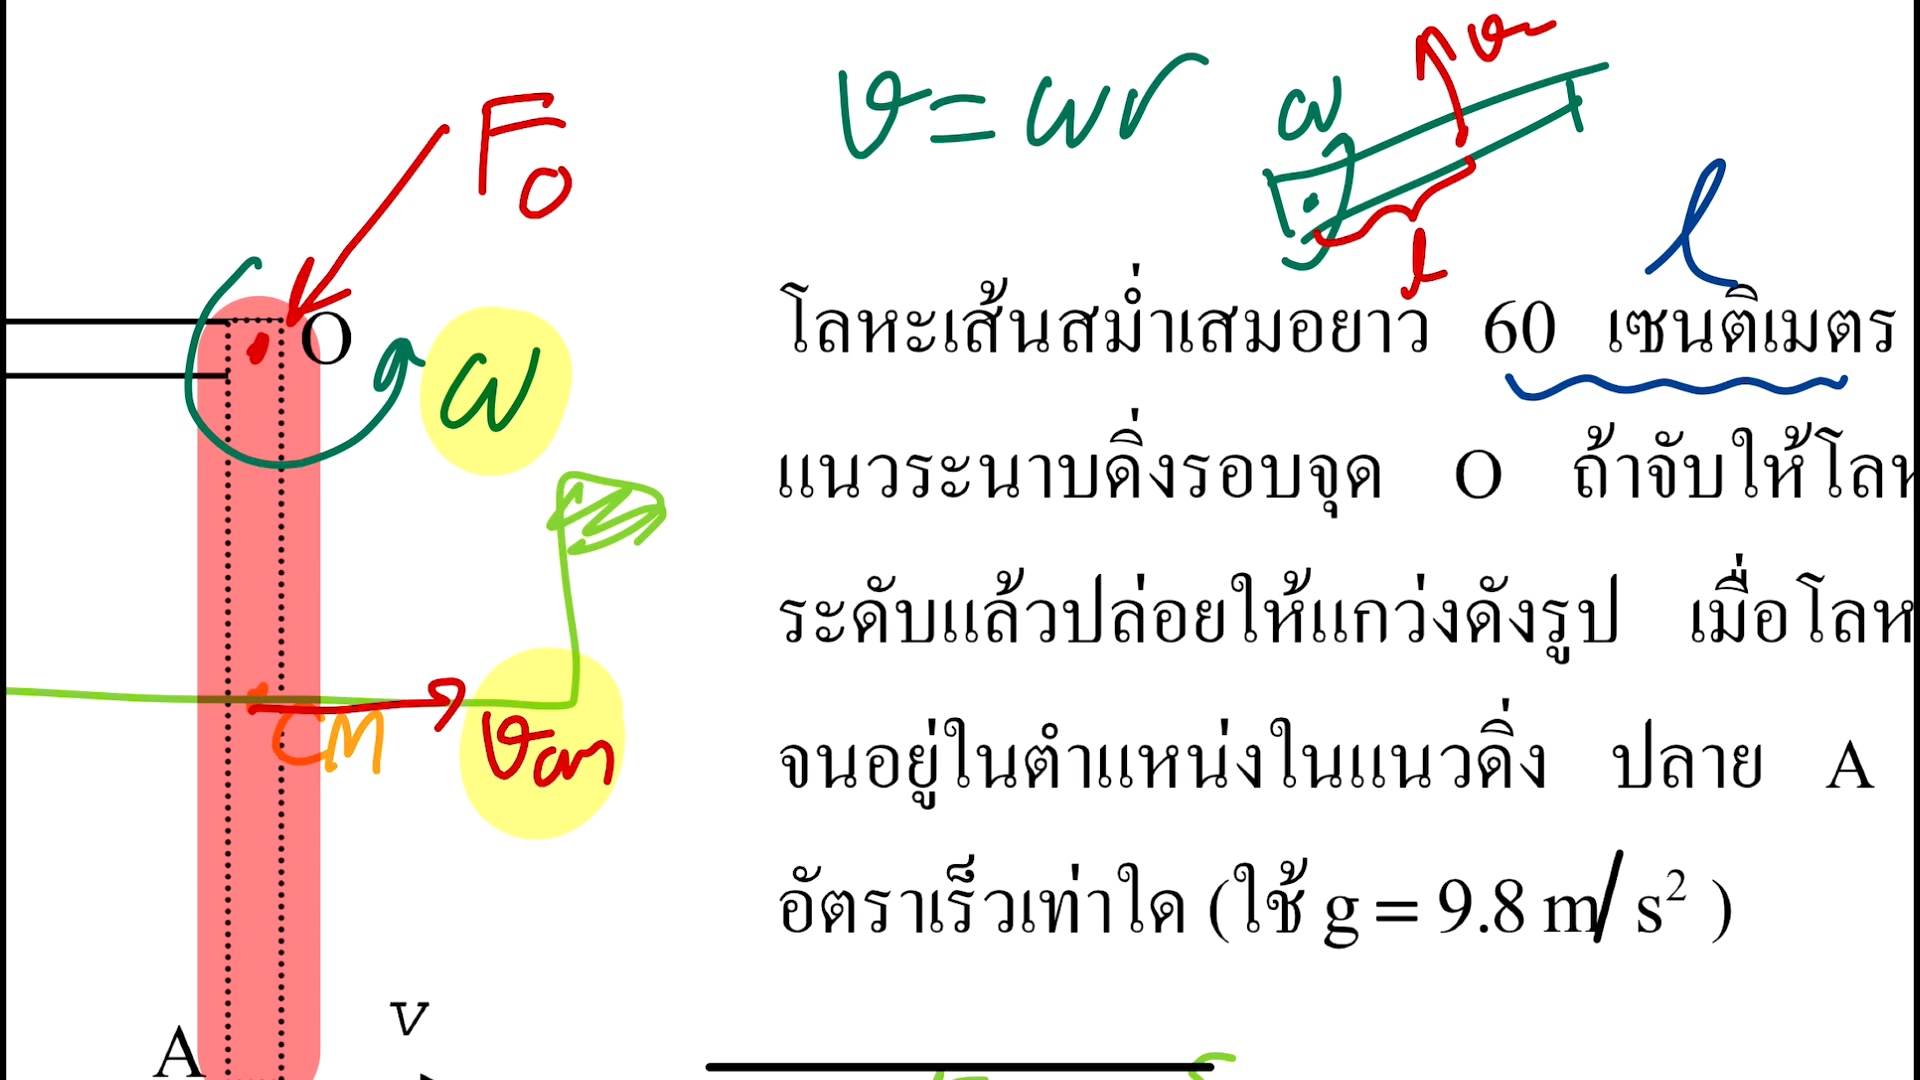 v = ωr
ω
v
l
F₀
l
O
ω
โลหะเส้นสม่ำเสมอยาว 60 เซนติเมตร
แนวระนาบดิ่งรอบจุด O ถ้าจับให้โลห
ระดับแล้วปล่อยให้แกว่งดังรูป เมื่อโลห
CM
vcm
จนอยู่ในตำแหน่งในแนวดิ่ง ปลาย A
อัตราเร็วเท่าใด (ใช้ g = 9.8 m/s² )
v
A